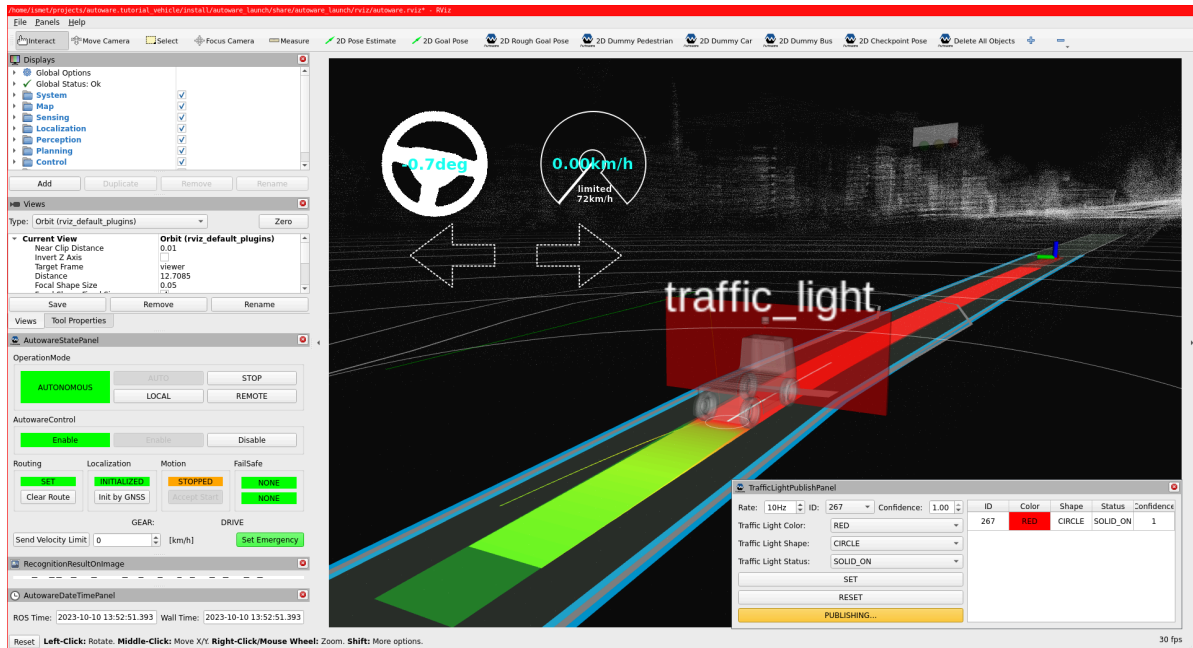 /home/ismet/projects/autoware.tutorial_vehicle/install/autoware_launch/share/autoware_launch/rviz/autoware.rviz* - RViz
File Panels Help
Interact Move Camera Select Focus Camera Measure 2D Pose Estimate 2D Goal Pose 2D Rough Goal Pose 2D Dummy Pedestrian 2D Dummy Car 2D Dummy Bus 2D Checkpoint Pose Delete All Objects
Displays
Global Options
Global Status: Ok
System
Map
Sensing
Localization
Perception
Planning
Control
Add Duplicate Remove Rename
Views
Type: Orbit (rviz_default_plugins) Zero
Current View Orbit (rviz_default_plugins)
Near Clip Distance 0.01
Invert Z Axis
Target Frame viewer
Distance 12.7085
Focal Shape Size 0.05
Save Remove Rename
Views Tool Properties
AutowareStatePanel
OperationMode
AUTONOMOUS
AUTO STOP
LOCAL REMOTE
AutowareControl
Enable Enable Disable
Routing Localization Motion FailSafe
SET INITIALIZED STOPPED NONE
Clear Route Init by GNSS Accept Start NONE
GEAR: DRIVE
Send Velocity Limit 0 [km/h] Set Emergency
RecognitionResultOnImage
AutowareDateTimePanel
ROS Time: 2023-10-10 13:52:51.393 Wall Time: 2023-10-10 13:52:51.393
Reset Left-Click: Rotate. Middle-Click: Move X/Y. Right-Click/Mouse Wheel: Zoom. Shift: More options.
30 fps
-0.7deg
0.00km/h
limited
72km/h
traffic_light
TrafficLightPublishPanel
Rate: 10Hz ID: 267 Confidence: 1.00
Traffic Light Color: RED
Traffic Light Shape: CIRCLE
Traffic Light Status: SOLID_ON
SET
RESET
PUBLISHING...
ID Color Shape Status Confidence
267 RED CIRCLE SOLID_ON 1